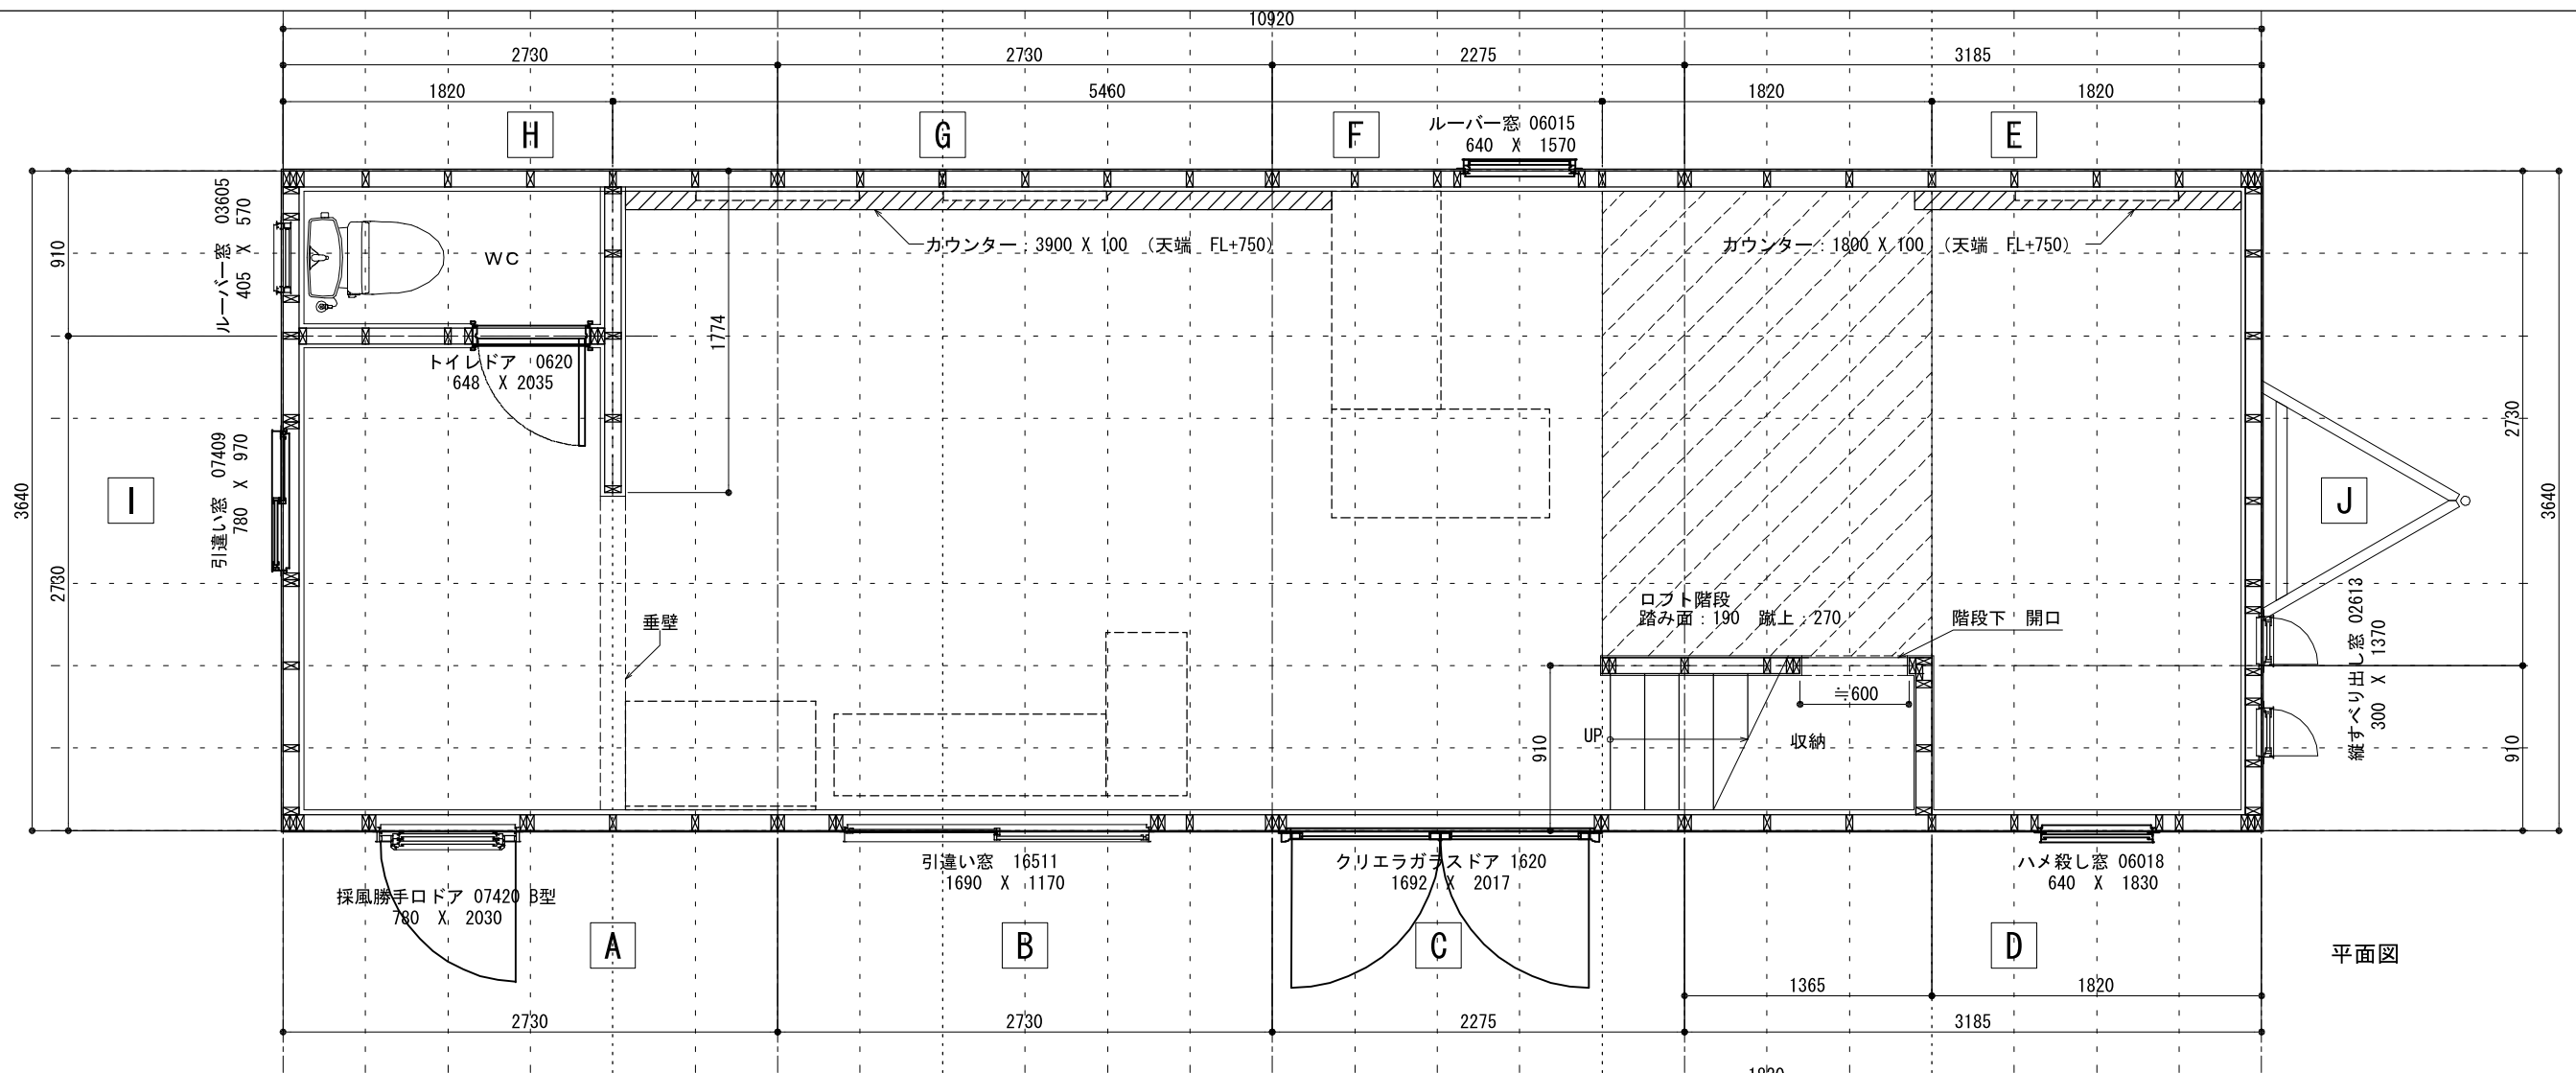 10920
2730
2730
2275
3185
1820
5460
1820
1820
H
G
F
E
ルーバー窓 06015
640 X 1570
ルーバー窓 03605
405 X 570
WC
カウンター：3900 X 100 （天端 FL+750）
カウンター：1800 X 100 （天端 FL+750）
910
1774
トイレドア 0620
648 X 2035
引違い窓 07409
780 X 970
I
J
3640
2730
2730
3640
垂壁
ロフト階段
踏み面：190 蹴上：270
階段下 開口
縦すべり出し窓 02613
300 X 1370
≒600
UP
収納
910
910
引違い窓 16511
1690 X 1170
クリエラガラスドア 1620
1692 X 2017
ハメ殺し窓 06018
640 X 1830
採風勝手口ドア 07420 B型
780 X 2030
A
B
C
D
平面図
1365
1820
2730
2730
2275
3185